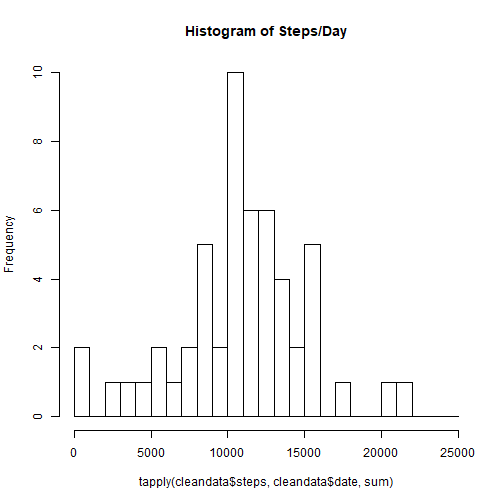 Histogram of Steps/Day
Frequency
10
8
6
4
2
0
0 5000 10000 15000 20000 25000
tapply(cleandata$steps, cleandata$date, sum)